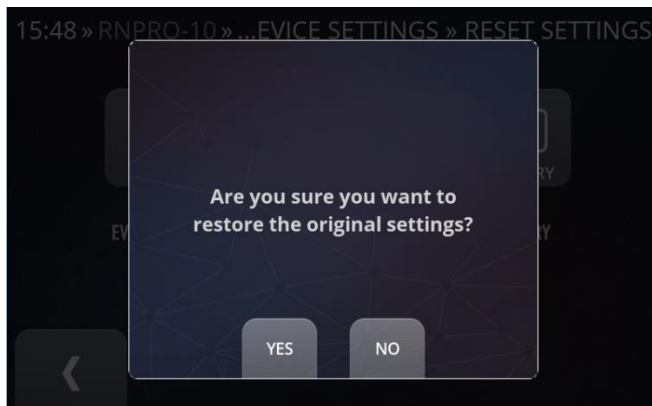 15:48 » RNPRO-10 » ...EVICE SETTINGS » RESET SETTINGS
Are you sure you want to
restore the original settings?
YES
NO